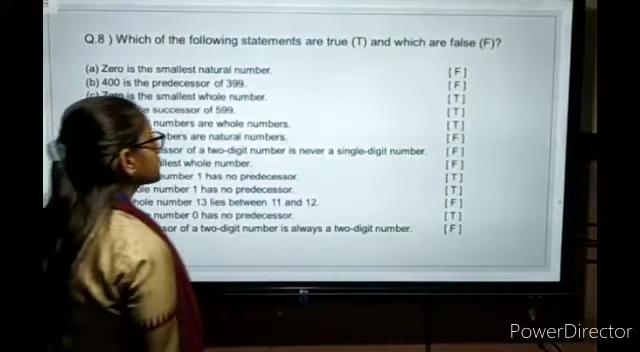 Q.8 ) Which of the following statements are true (T) and which are false (F)?
(a) Zero is the smallest natural number. [ F ]
(b) 400 is the predecessor of 399. [ F ]
(c) Zero is the smallest whole number. [ T ]
successor of 599. [ T ]
numbers are whole numbers. [ T ]
are natural numbers. [ F ]
of a two-digit number is never a single-digit number. [ F ]
whole number. [ F ]
1 has no predecessor. [ T ]
number 1 has no predecessor. [ T ]
number 13 lies between 11 and 12. [ F ]
number 0 has no predecessor. [ T ]
of a two-digit number is always a two-digit number. [ F ]
PowerDirector